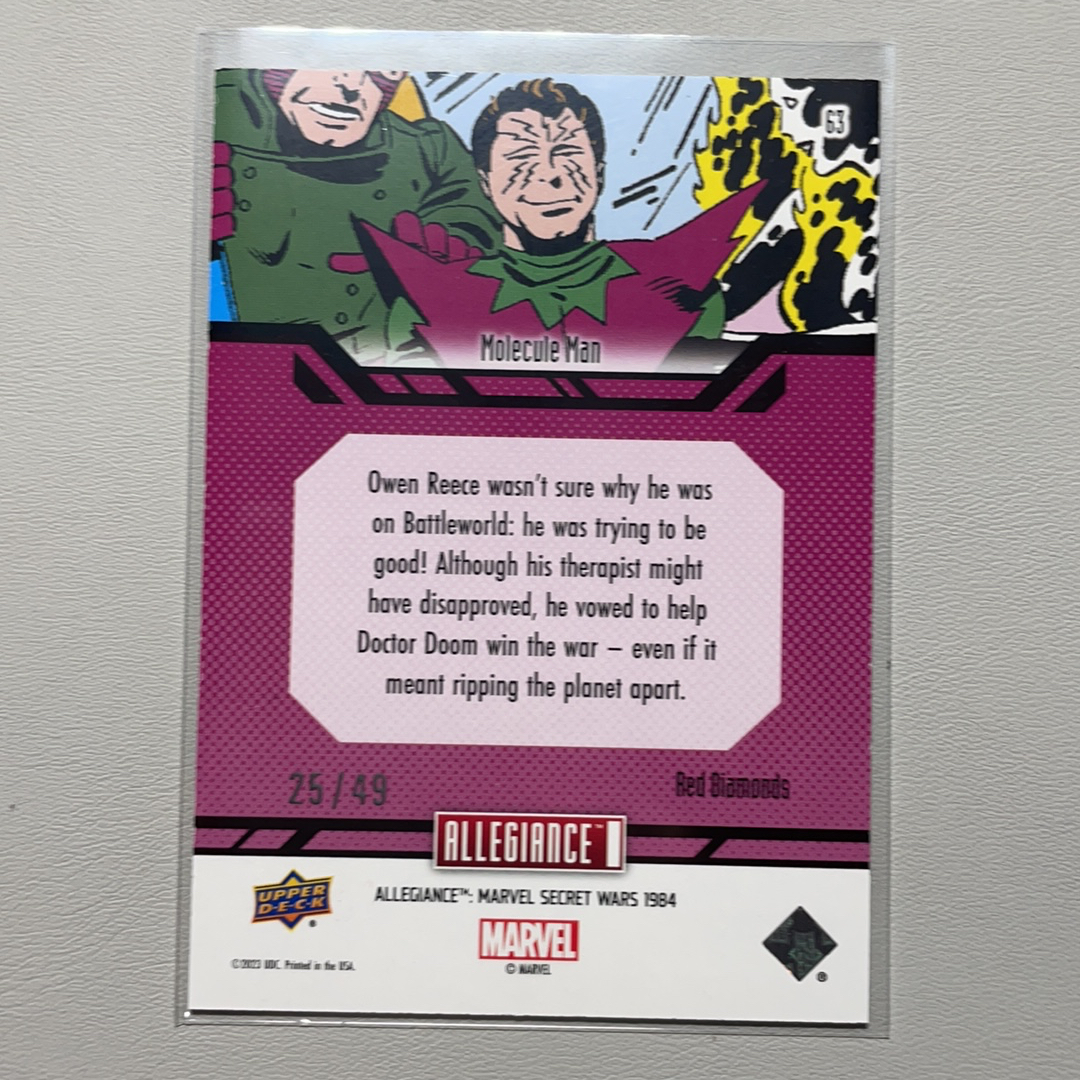 63
Molecule Man
Owen Reece wasn't sure why he was
on Battleworld: he was trying to be
good! Although his therapist might
have disapproved, he vowed to help
Doctor Doom win the war – even if it
meant ripping the planet apart.
25/49
Red Diamonds
ALLEGIANCE™
UPPER
D·E·C·K
®
ALLEGIANCE™: MARVEL SECRET WARS 1984
MARVEL
© MARVEL
©2023 UDC. Printed in the USA.
®